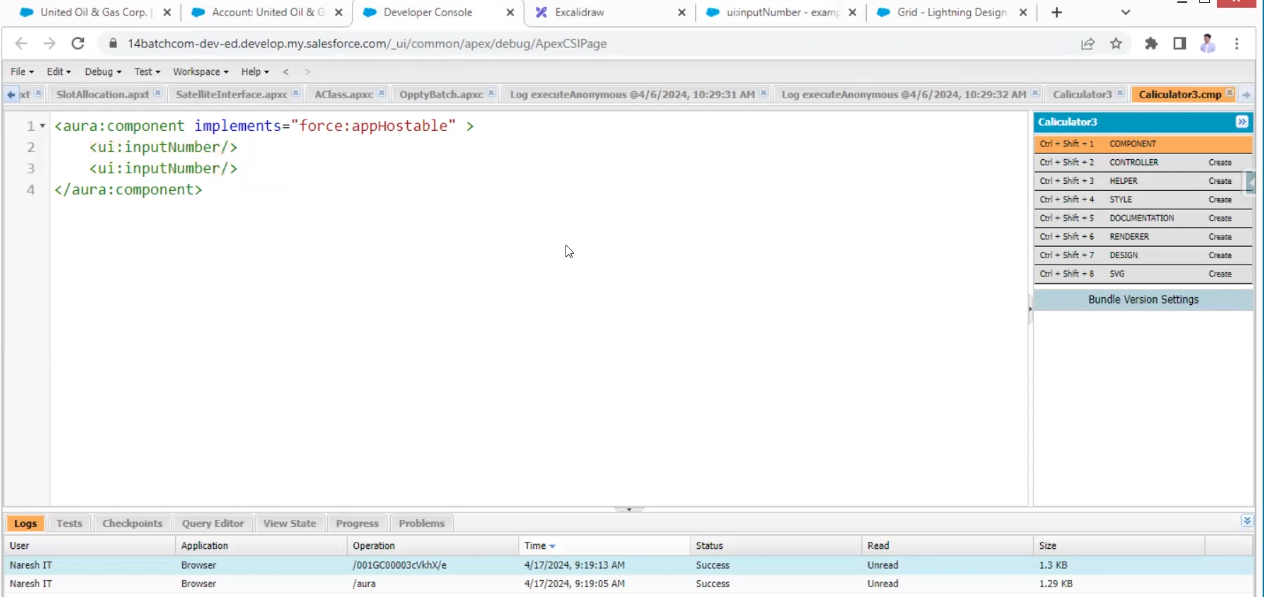 United Oil & Gas Corp. | Account: United Oil & G Developer Console Excalidraw ui:inputNumber - examp Grid - Lightning Design
14batchcom-dev-ed.develop.my.salesforce.com/_ui/common/apex/debug/ApexCSIPage
File Edit Debug Test Workspace Help < >
xt SlotAllocation.apxt SatelliteInterface.apxc AClass.apxc OpptyBatch.apxc Log executeAnonymous @4/6/2024, 10:29:31 AM Log executeAnonymous @4/6/2024, 10:29:32 AM Caliculator3 Caliculator3.cmp
1 <aura:component implements="force:appHostable" >
2 <ui:inputNumber/>
3 <ui:inputNumber/>
4 </aura:component>
Caliculator3
Ctrl + Shift + 1 COMPONENT
Ctrl + Shift + 2 CONTROLLER Create
Ctrl + Shift + 3 HELPER Create
Ctrl + Shift + 4 STYLE Create
Ctrl + Shift + 5 DOCUMENTATION Create
Ctrl + Shift + 6 RENDERER Create
Ctrl + Shift + 7 DESIGN Create
Ctrl + Shift + 8 SVG Create
Bundle Version Settings
Logs Tests Checkpoints Query Editor View State Progress Problems
User Application Operation Time Status Read Size
Naresh IT Browser /001GC00003cVkhX/e 4/17/2024, 9:19:13 AM Success Unread 1.3 KB
Naresh IT Browser /aura 4/17/2024, 9:19:05 AM Success Unread 1.29 KB